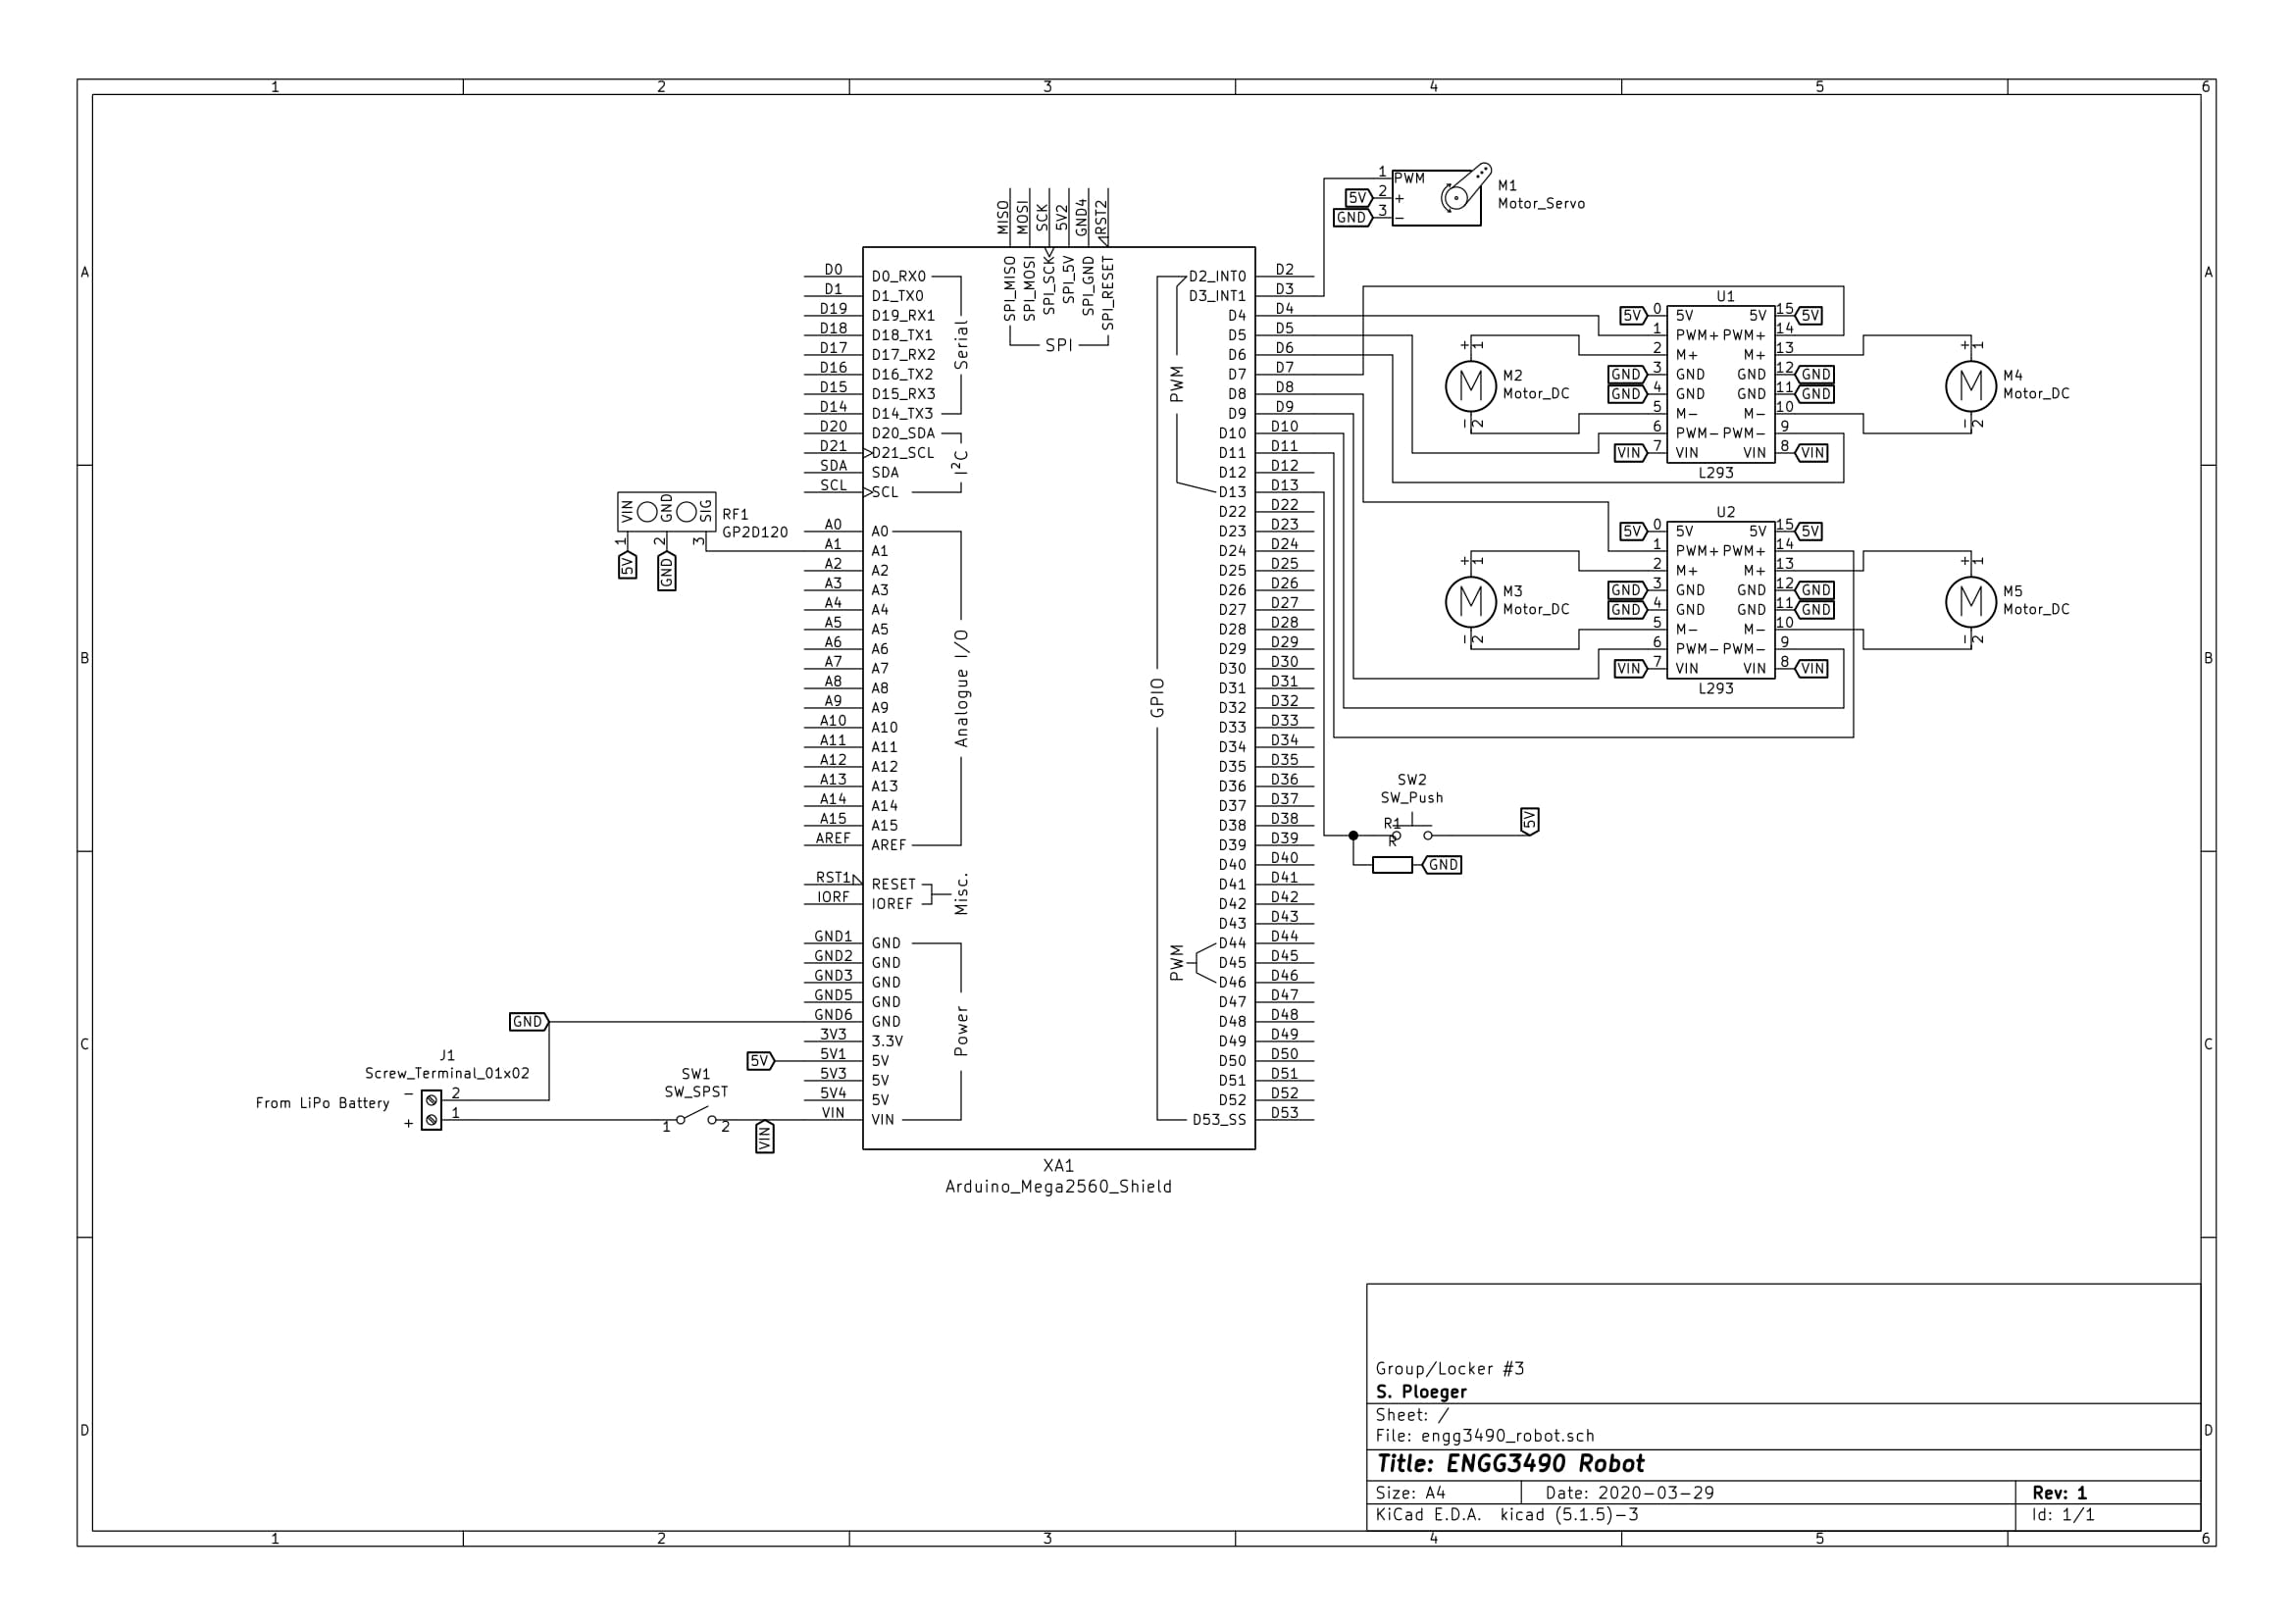 1 2 3 4 5 6
A A
B B
C C
D D
1 2 3 4 5 6
MISO MOSI SCK 5V2 GND4 RST2
SPI_MISO SPI_MOSI SPI_SCK SPI_5V SPI_GND SPI_RESET
SPI
D0 D0_RX0
D1 D1_TX0
D19 D19_RX1
D18 D18_TX1
D17 D17_RX2
D16 D16_TX2
D15 D15_RX3
D14 D14_TX3
Serial
D20 D20_SDA
D21 D21_SCL
SDA SDA
SCL SCL
I²C
A0 A0
A1 A1
A2 A2
A3 A3
A4 A4
A5 A5
A6 A6
A7 A7
A8 A8
A9 A9
A10 A10
A11 A11
A12 A12
A13 A13
A14 A14
A15 A15
AREF AREF
Analogue I/O
RST1 RESET
IORF IOREF
Misc.
GND1 GND
GND2 GND
GND3 GND
GND5 GND
GND6 GND
3V3 3.3V
5V1 5V
5V3 5V
5V4 5V
VIN VIN
Power
D2_INT0 D2
D3_INT1 D3
D4 D4
D5 D5
D6 D6
D7 D7
D8 D8
D9 D9
D10 D10
D11 D11
D12 D12
D13 D13
D22 D22
D23 D23
D24 D24
D25 D25
D26 D26
D27 D27
D28 D28
D29 D29
D30 D30
D31 D31
D32 D32
D33 D33
D34 D34
D35 D35
D36 D36
D37 D37
D38 D38
D39 D39
D40 D40
D41 D41
D42 D42
D43 D43
D44 D44
D45 D45
D46 D46
D47 D47
D48 D48
D49 D49
D50 D50
D51 D51
D52 D52
D53_SS D53
PWM
GPIO
PWM
XA1
Arduino_Mega2560_Shield
VIN GND SIG
1 2 3
5V GND
RF1
GP2D120
GND
5V
J1
Screw_Terminal_01x02
From LiPo Battery
- 2
+ 1
SW1
SW_SPST
1 2
VIN
1 PWM
5V 2 +
GND 3 -
M1
Motor_Servo
U1
5V 0 5V 5V 15 5V
1 PWM+ PWM+ 14
2 M+ M+ 13
GND 3 GND GND 12 GND
GND 4 GND GND 11 GND
5 M- M- 10
6 PWM- PWM- 9
VIN 7 VIN VIN 8 VIN
L293
+ 1
M
- 2
M2
Motor_DC
+ 1
M
- 2
M4
Motor_DC
U2
5V 0 5V 5V 15 5V
1 PWM+ PWM+ 14
2 M+ M+ 13
GND 3 GND GND 12 GND
GND 4 GND GND 11 GND
5 M- M- 10
6 PWM- PWM- 9
VIN 7 VIN VIN 8 VIN
L293
+ 1
M
- 2
M3
Motor_DC
+ 1
M
- 2
M5
Motor_DC
SW2
SW_Push
5V
R1
R
GND
Group/Locker #3
S. Ploeger
Sheet: /
File: engg3490_robot.sch
Title: ENGG3490 Robot
Size: A4 Date: 2020-03-29 Rev: 1
KiCad E.D.A. kicad (5.1.5)-3 Id: 1/1